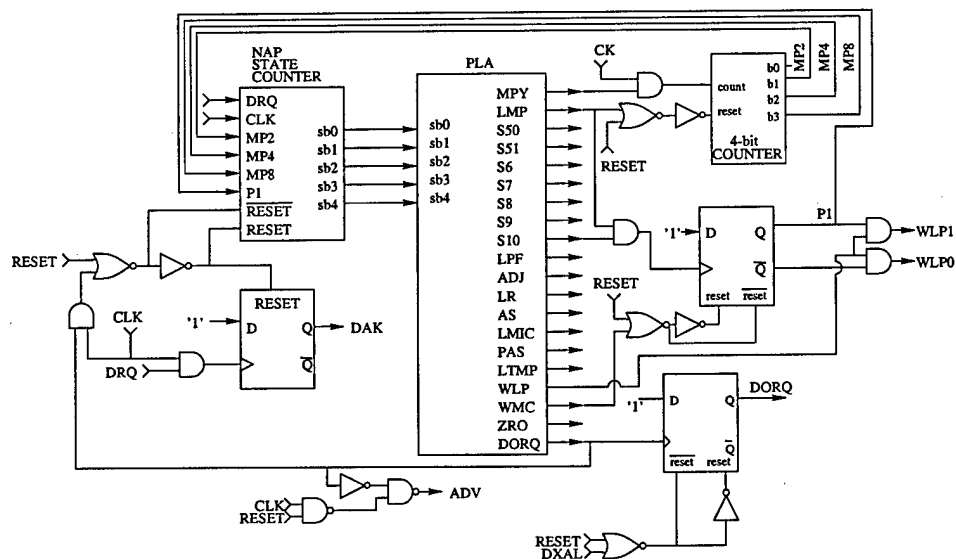 NAP
STATE
COUNTER
DRQ
CLK
MP2
MP4
MP8
P1
RESET
RESET
sb0
sb1
sb2
sb3
sb4
PLA
sb0
sb1
sb2
sb3
sb4
MPY
LMP
S50
S51
S6
S7
S8
S9
S10
LPF
ADJ
LR
AS
LMIC
PAS
LTMP
WLP
WMC
ZRO
DORQ
CK
RESET
count
reset
b0
b1
b2
b3
4-bit
COUNTER
MP2
MP4
MP8
'1'
D
Q
Q
reset
reset
P1
WLP1
WLP0
RESET
RESET
CLK
DRQ
'1'
RESET
D
Q
Q
DAK
'1'
D
Q
Q
reset
reset
DORQ
CLK
RESET
ADV
RESET
DXAL